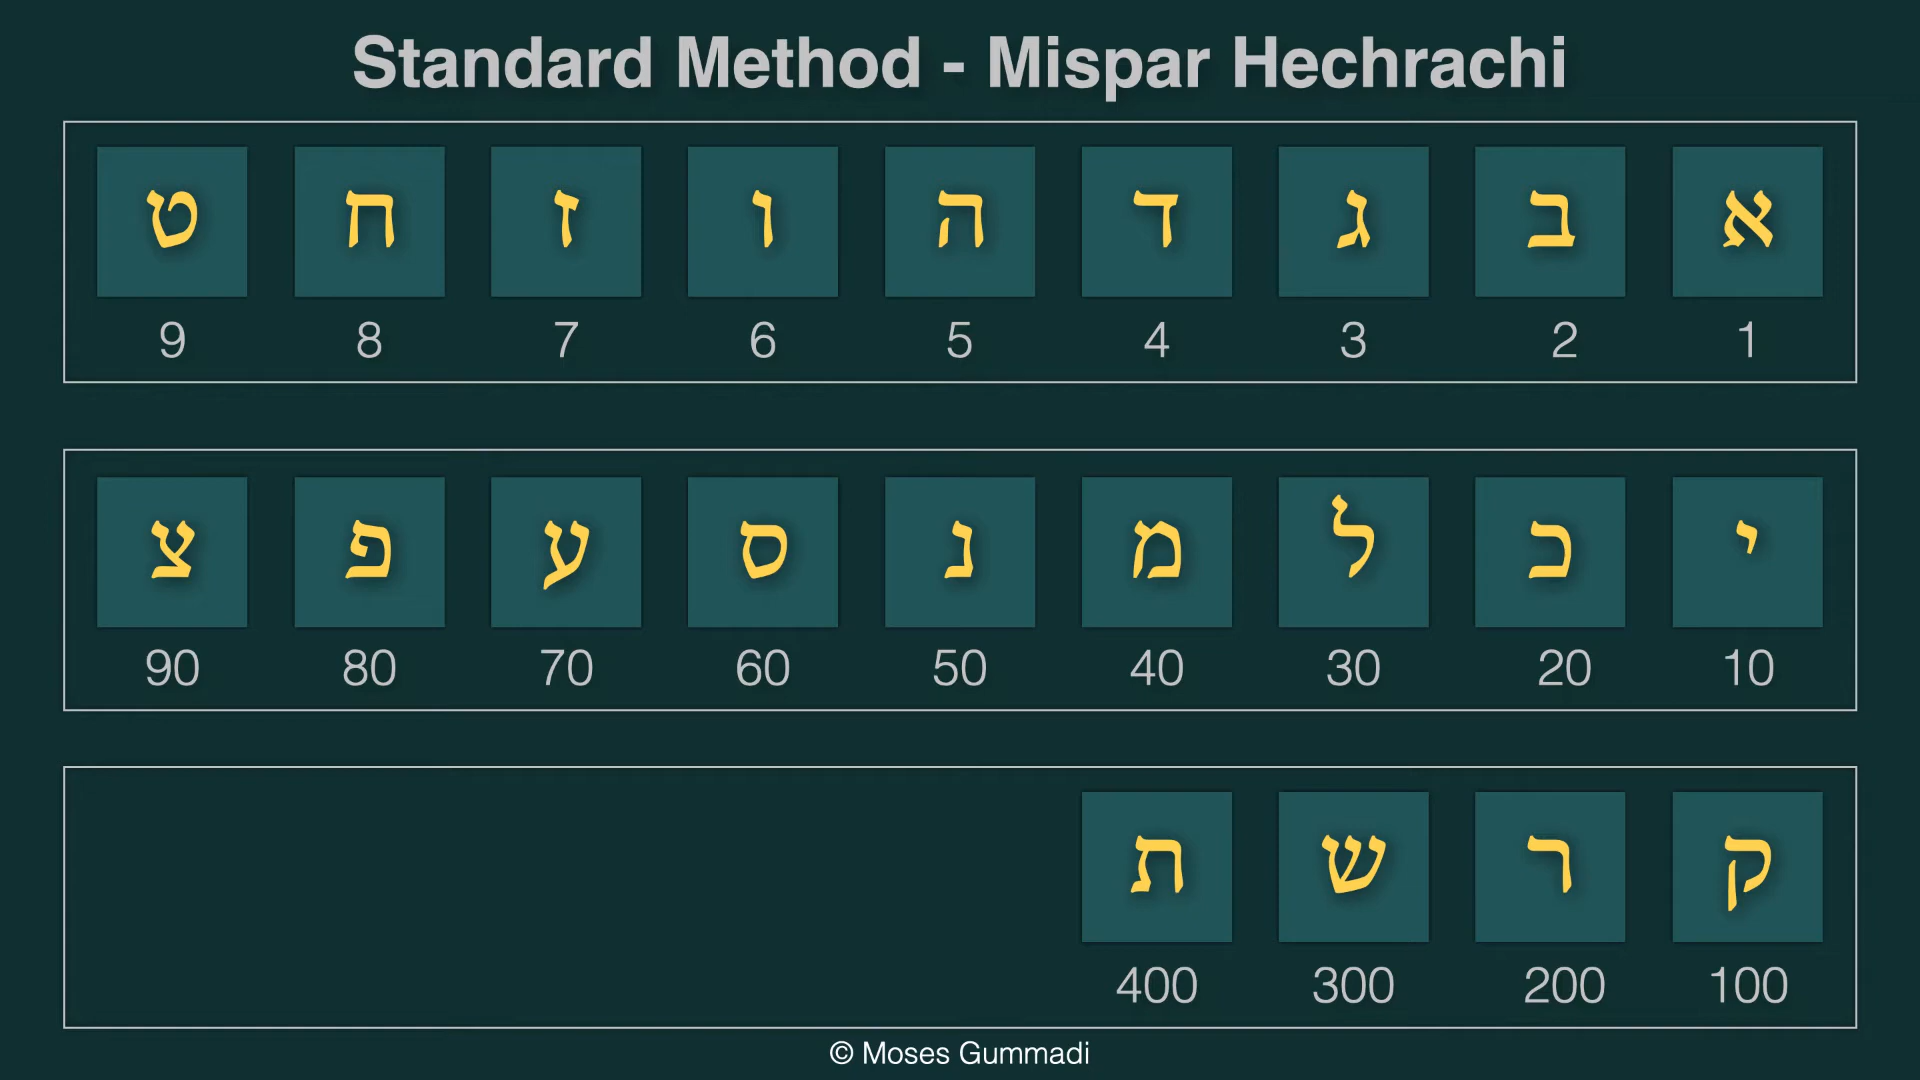 Standard Method - Mispar Hechrachi
א ב ג ד ה ו ז ח ט
1 2 3 4 5 6 7 8 9
י כ ל מ נ ס ע פ צ
10 20 30 40 50 60 70 80 90
ק ר ש ת
100 200 300 400
© Moses Gummadi